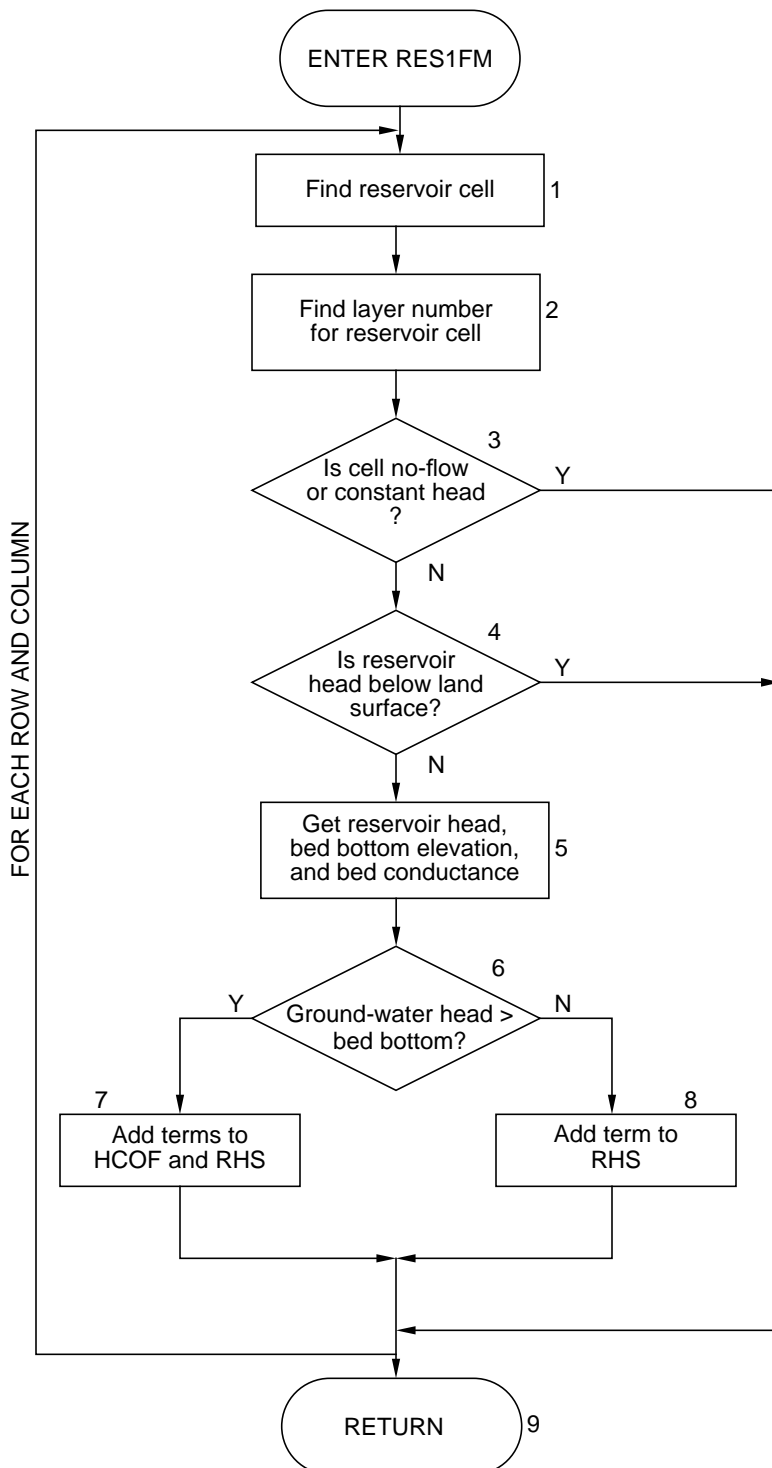 ENTER RES1FM
Find reservoir cell
1
Find layer number
for reservoir cell
2
3
Is cell no-flow
or constant head
?
Y
N
4
Is reservoir
head below land
surface?
Y
N
Get reservoir head,
bed bottom elevation,
and bed conductance
5
6
Ground-water head >
bed bottom?
Y
N
7
Add terms to
HCOF and RHS
8
Add term to
RHS
FOR EACH ROW AND COLUMN
RETURN
9